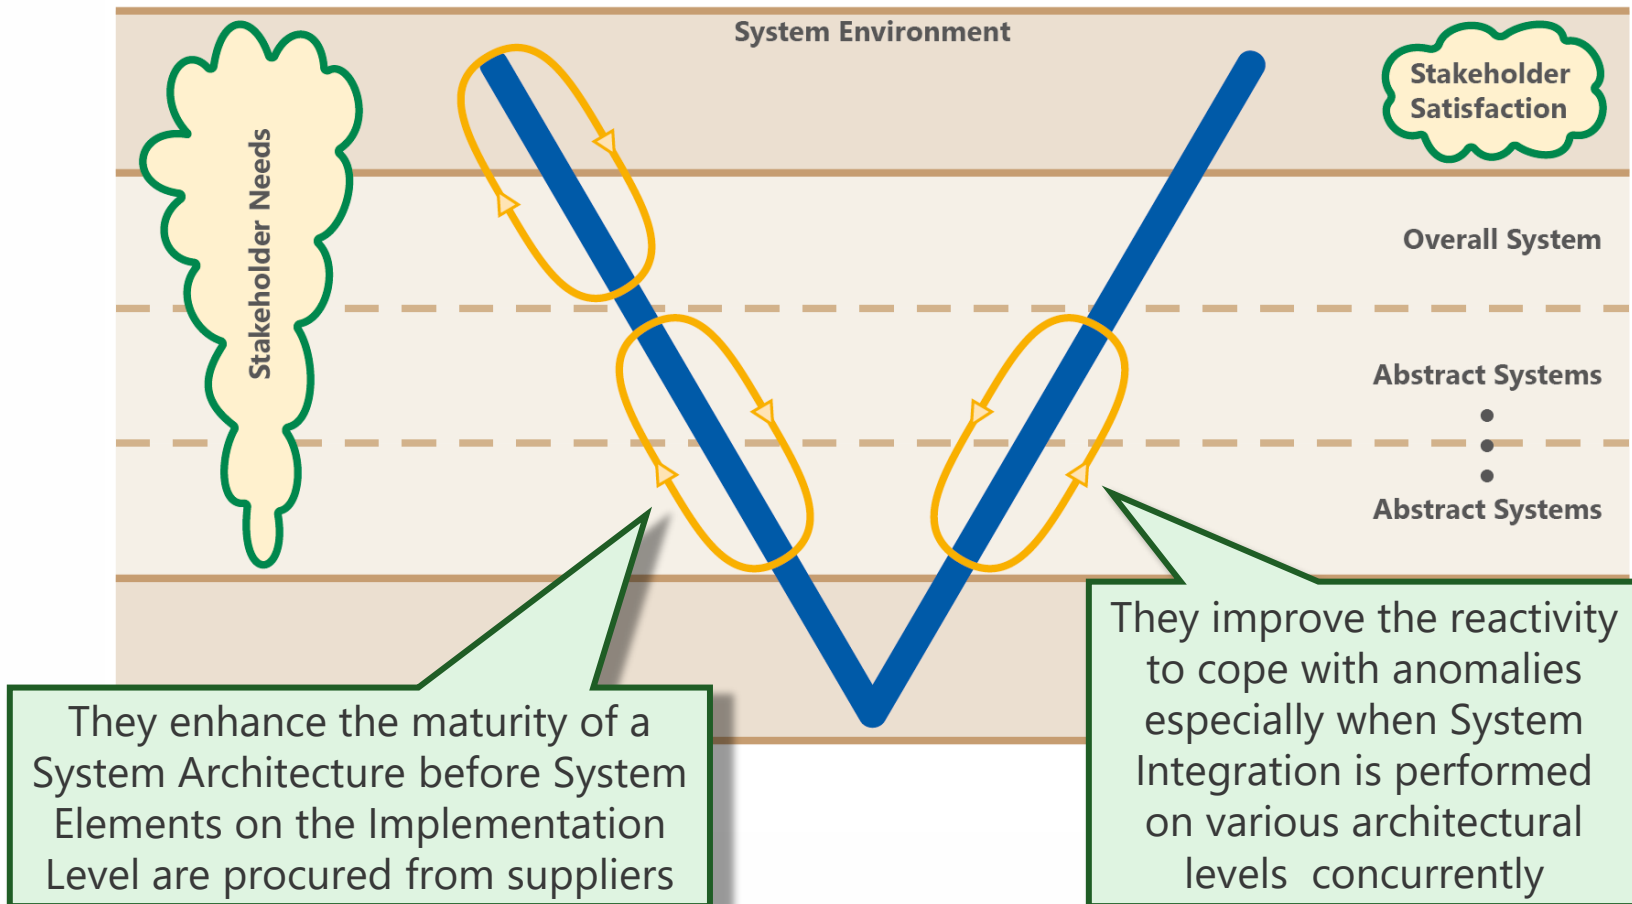 System Environment
Stakeholder Needs
Stakeholder
Satisfaction
Overall System
Abstract Systems
Abstract Systems
They enhance the maturity of a
System Architecture before System
Elements on the Implementation
Level are procured from suppliers
They improve the reactivity
to cope with anomalies
especially when System
Integration is performed
on various architectural
levels  concurrently